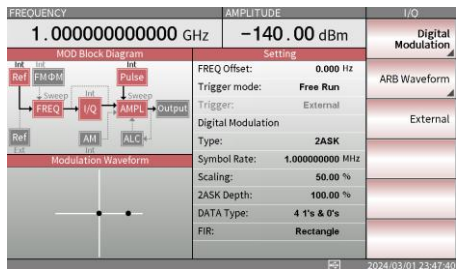 FREQUENCY
AMPLITUDE
I/O
1.000000000000 GHz
-140.00 dBm
Digital
Modulation
MOD Block Diagram
Setting
Int
Int
Int
Ref
FMΦM
Pulse
Sweep
Int
Sweep
FREQ
I/Q
AMPL
Output
Ref
AM
ALC
Ext
Int
FREQ Offset: 0.000 Hz
Trigger mode: Free Run
Trigger: External
Digital Modulation
Type: 2ASK
Symbol Rate: 1.000000000 MHz
Scaling: 50.00 %
2ASK Depth: 100.00 %
DATA Type: 4 1's & 0's
FIR: Rectangle
ARB Waveform
External
Modulation Waveform
2024/03/01 23:47:40